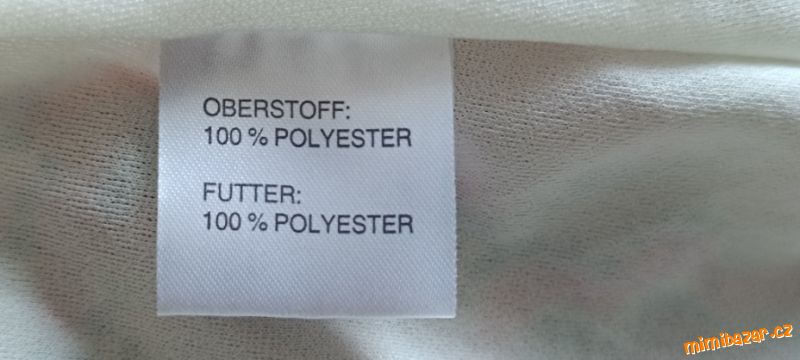 OBERSTOFF:
100 % POLYESTER
FUTTER:
100 % POLYESTER
mimibazar.cz